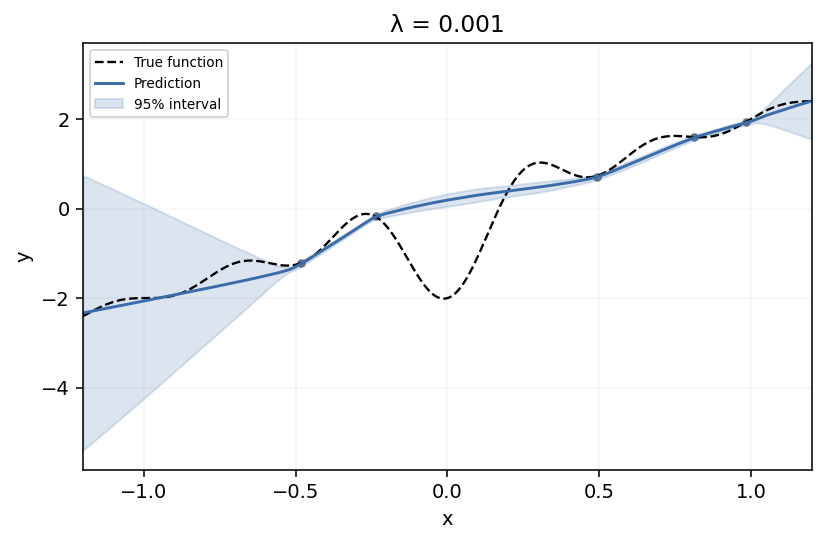 λ = 0.001
True function
Prediction
95% interval
y
2
0
−2
−4
−1.0 −0.5 0.0 0.5 1.0
x